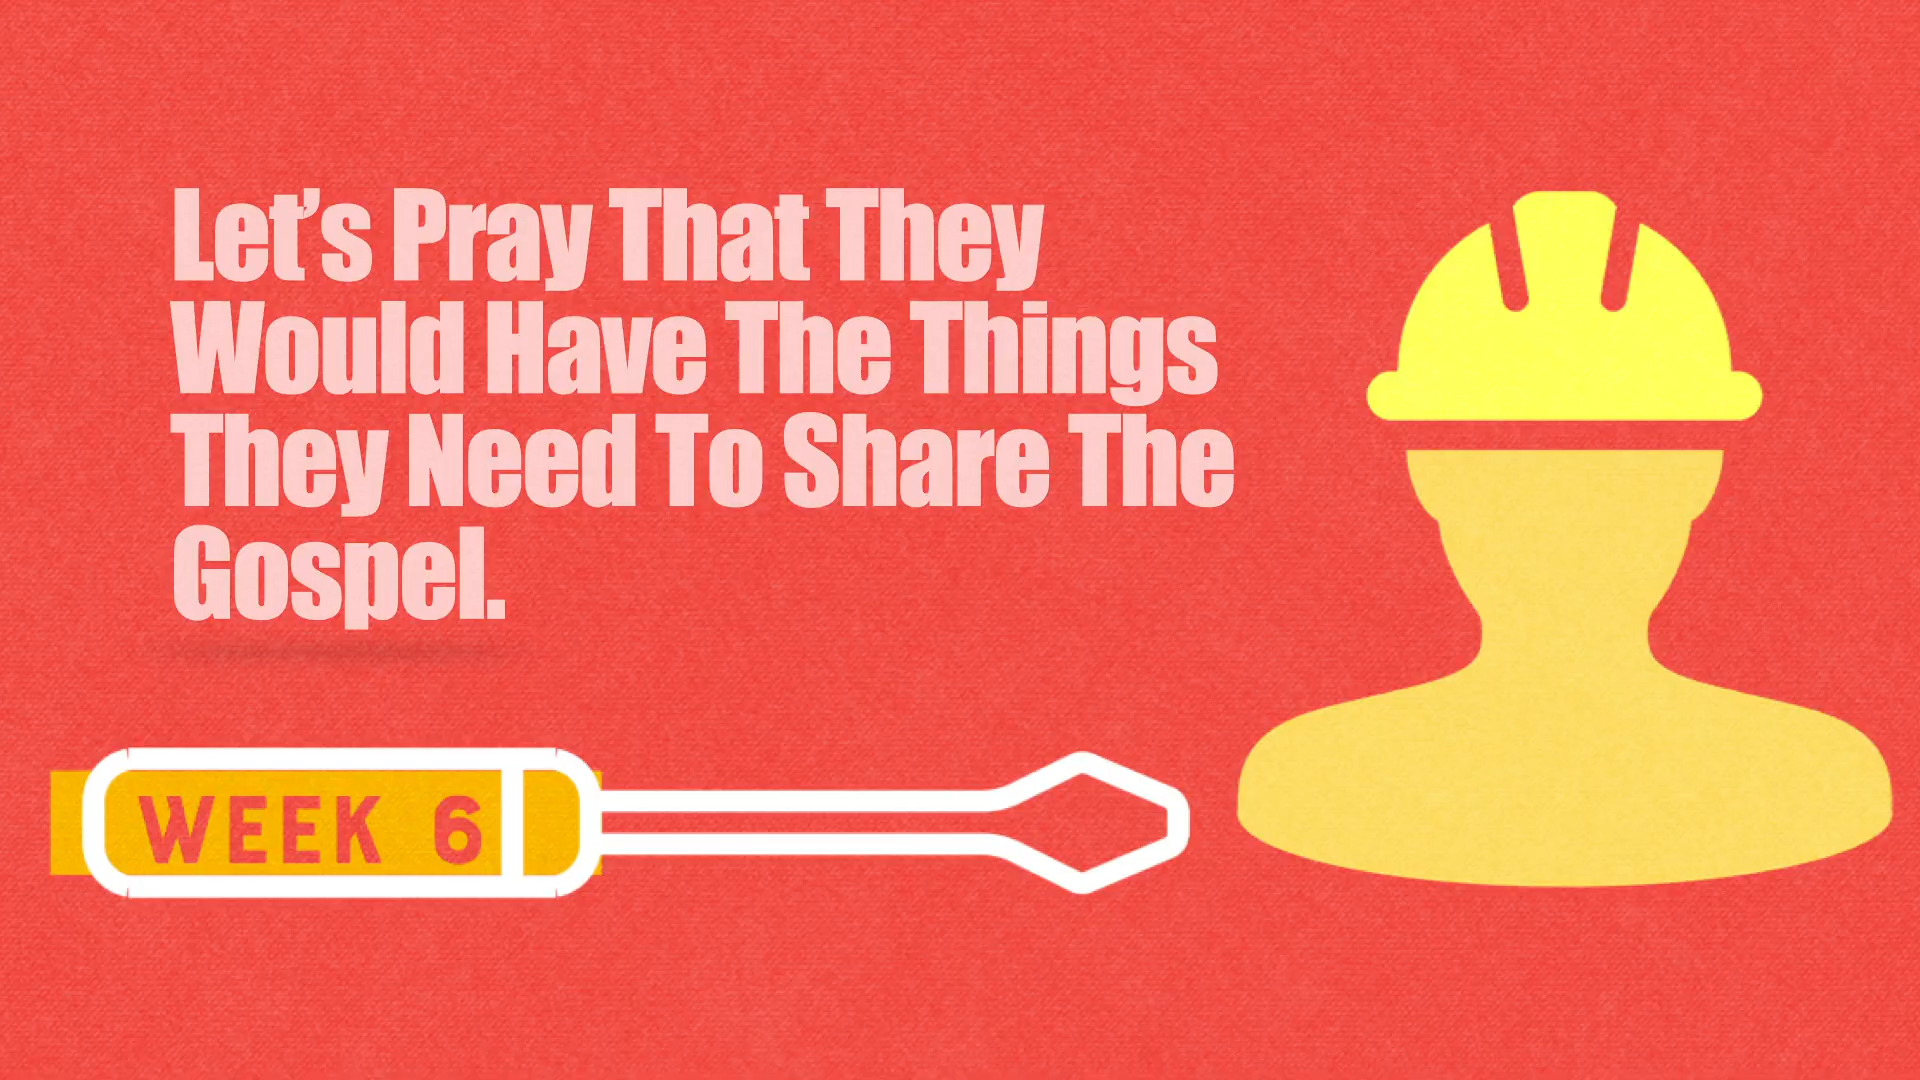 Let’s Pray That They
Would Have The Things
They Need To Share The
Gospel.
WEEK 6